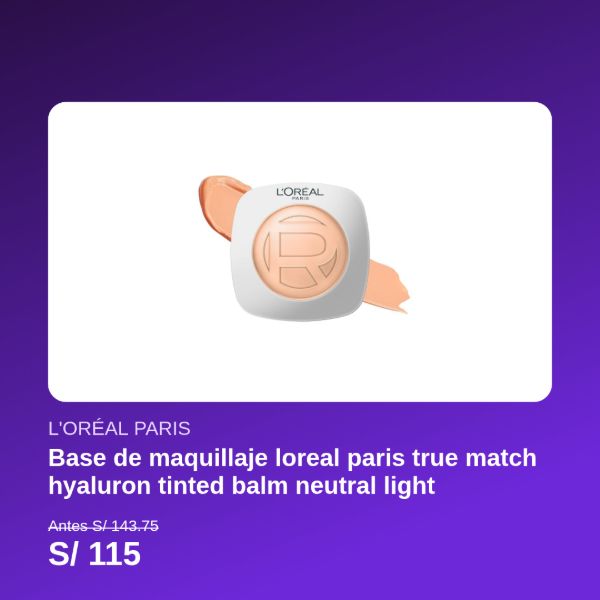 L'ORÉAL
PARIS
L'ORÉAL PARIS
Base de maquillaje loreal paris true match
hyaluron tinted balm neutral light
Antes S/ 143.75
S/ 115